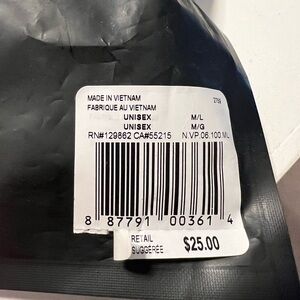 MADE IN VIETNAM
FABRIQUE AU VIETNAM
UNISEX M/L
UNISEX M/G
RN#129862 CA#55215 N.VP.06.100.ML
8 87791 00361 4
RETAIL
SUGGÉRÉE $25.00